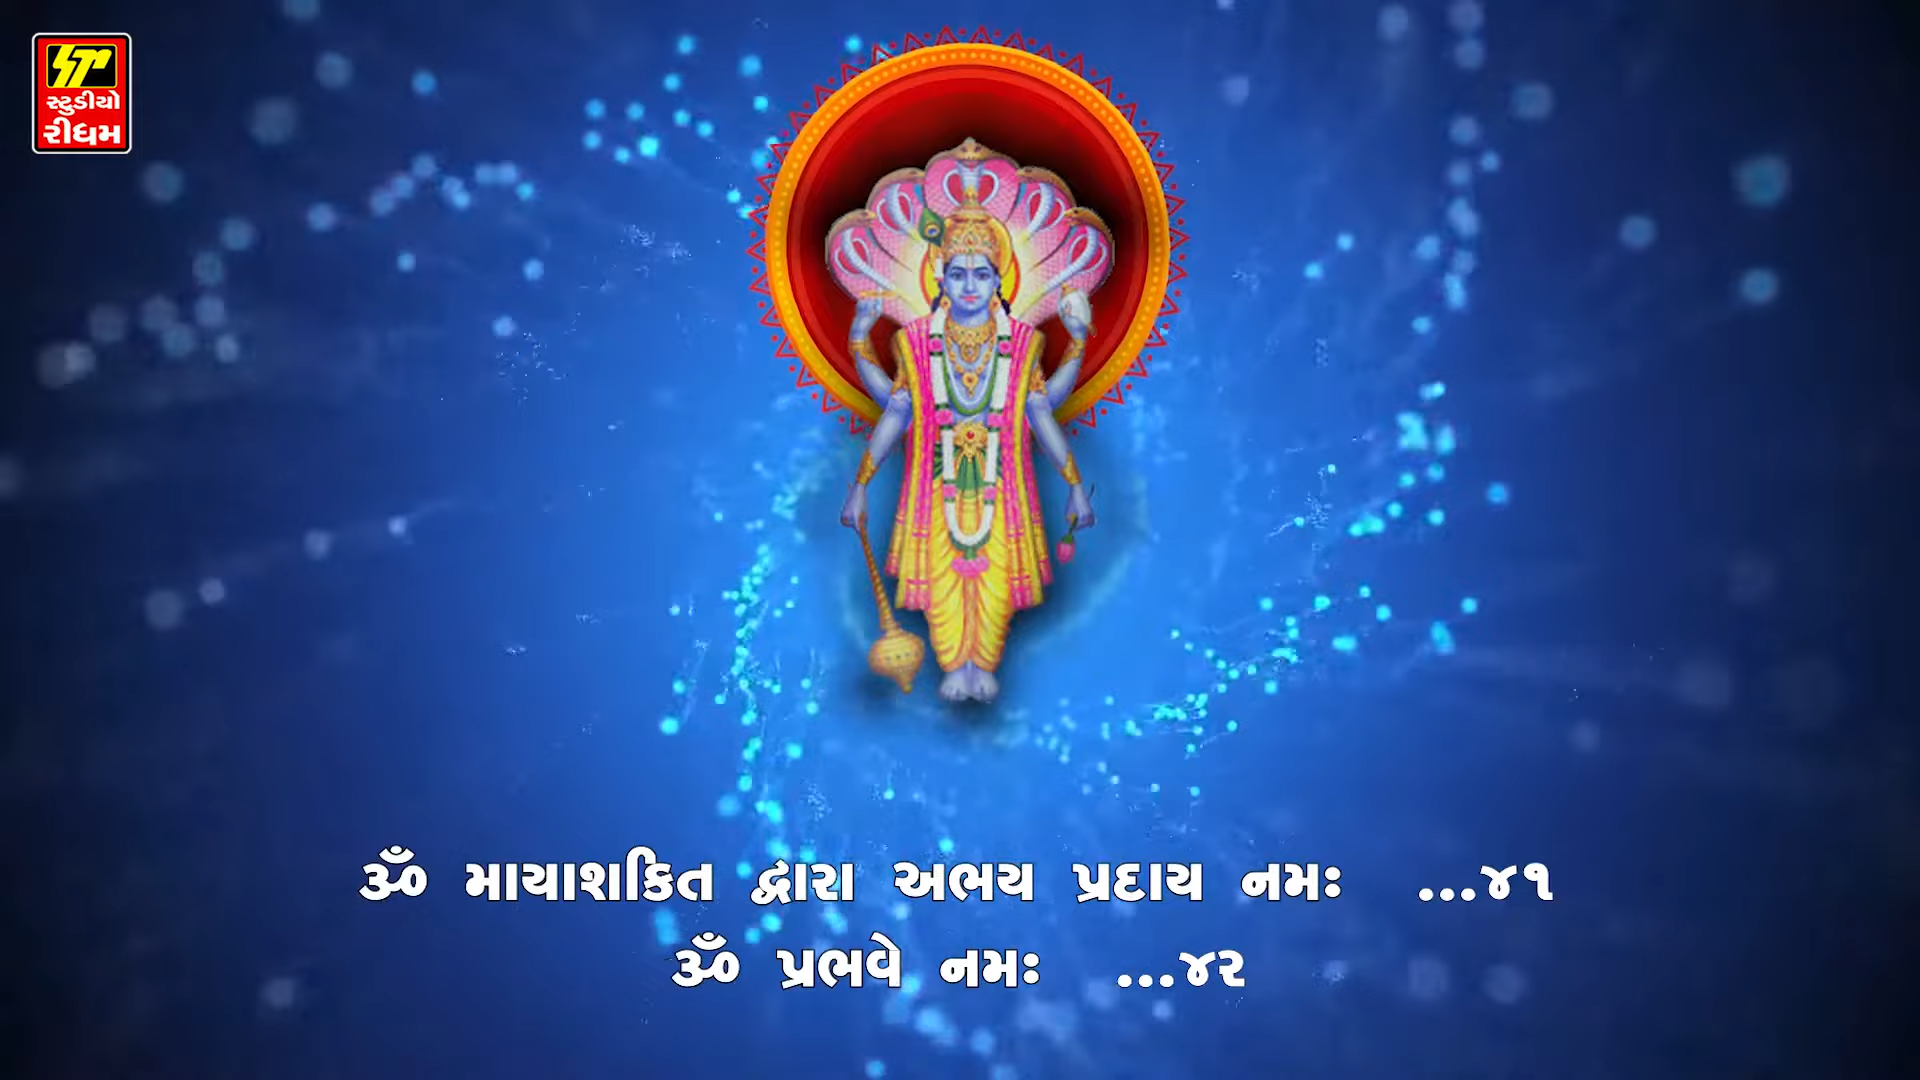 સ્ટુડીયો
રીધમ
ૐ માયાશકિત દ્વારા અભય પ્રદાય નમઃ ...૪૧
ૐ પ્રભવે નમઃ ...૪૨